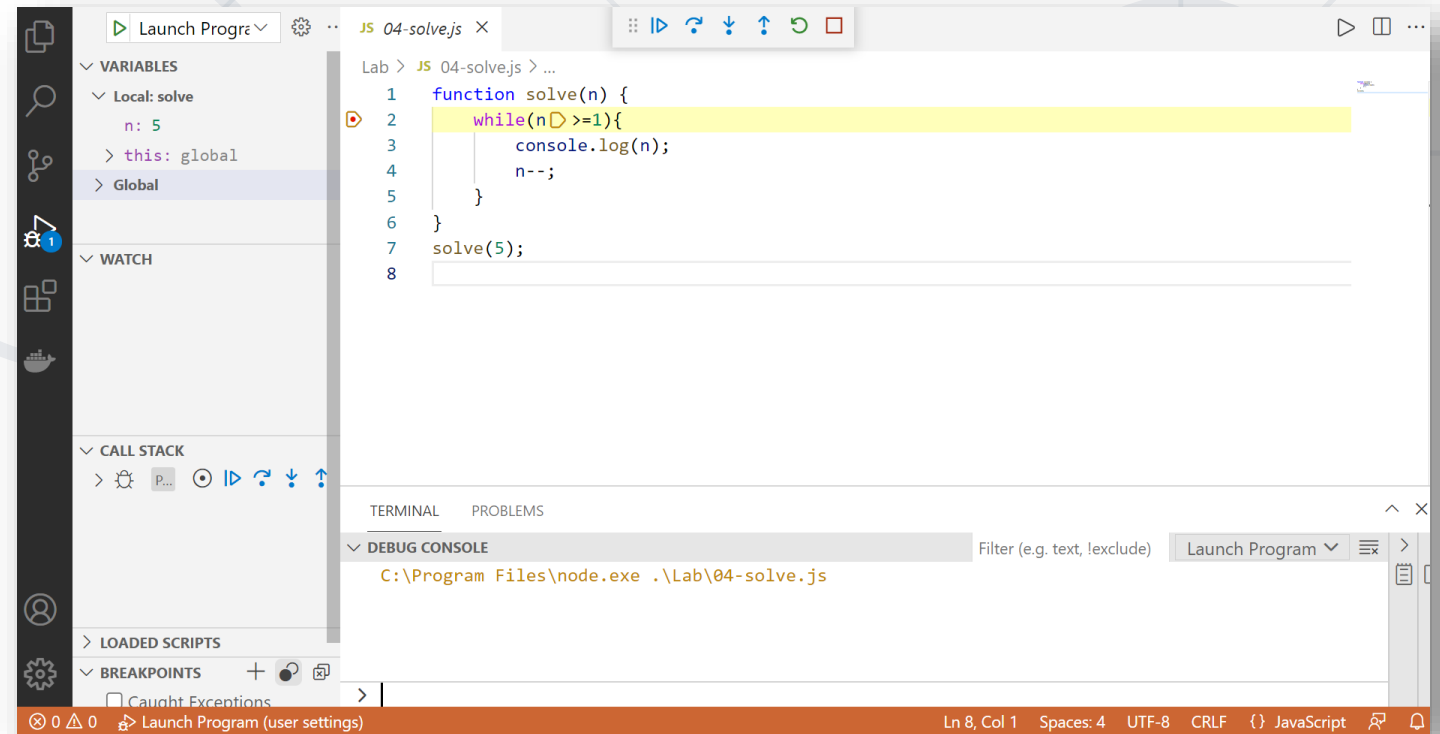 Launch Progra
JS 04-solve.js
VARIABLES
Local: solve
n: 5
this: global
Global
1
WATCH
CALL STACK
P...
LOADED SCRIPTS
BREAKPOINTS
Caught Exceptions
Lab > JS 04-solve.js > ...
1 function solve(n) {
2 while(n >=1){
3 console.log(n);
4 n--;
5 }
6 }
7 solve(5);
8
TERMINAL PROBLEMS
DEBUG CONSOLE Filter (e.g. text, !exclude) Launch Program
C:\Program Files\node.exe .\Lab\04-solve.js
>
0 0 Launch Program (user settings) Ln 8, Col 1 Spaces: 4 UTF-8 CRLF {} JavaScript